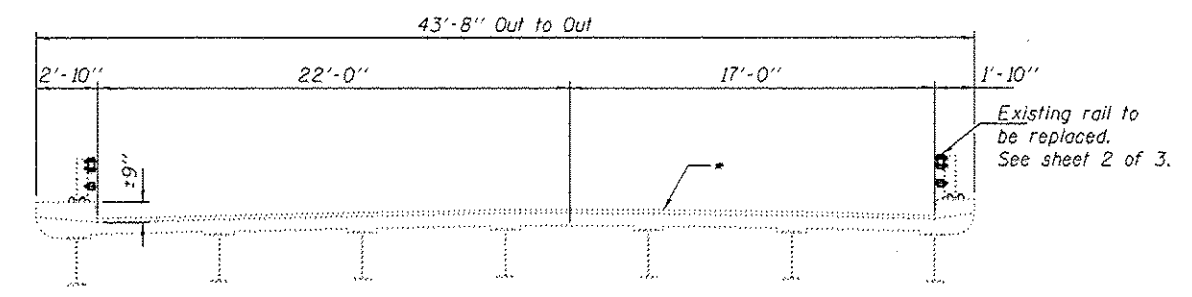 43'-8" Out to Out
2'-10" 22'-0" 17'-0" 1'-10"
Existing rail to
be replaced.
See sheet 2 of 3.
±9"
*